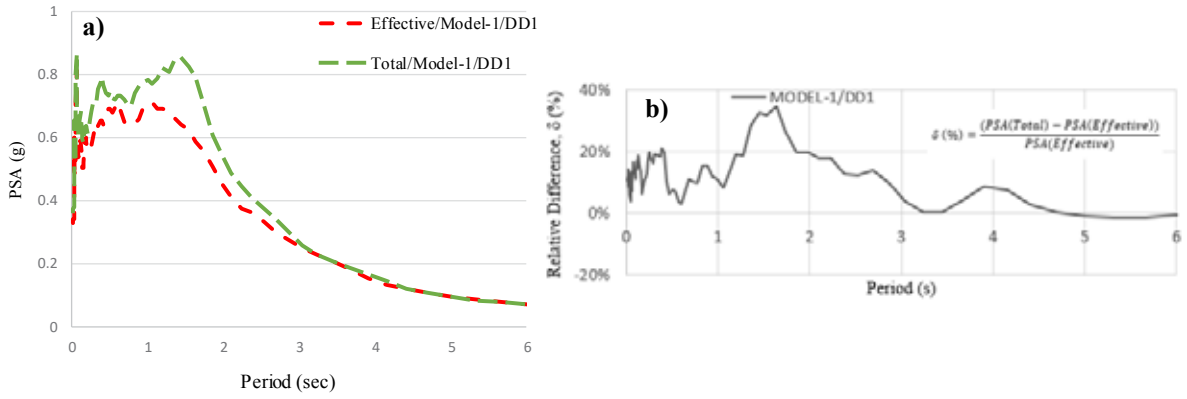 a)
Effective/Model-1/DD1
Total/Model-1/DD1
1
0.8
0.6
0.4
0.2
0
PSA (g)
0 1 2 3 4 5 6
Period (sec)
b)
MODEL-1/DD1
δ (%) = (PSA(Total) − PSA(Effective))
PSA(Effective)
40%
20%
0%
-20%
Relative Difference, δ (%)
0 1 2 3 4 5 6
Period (s)